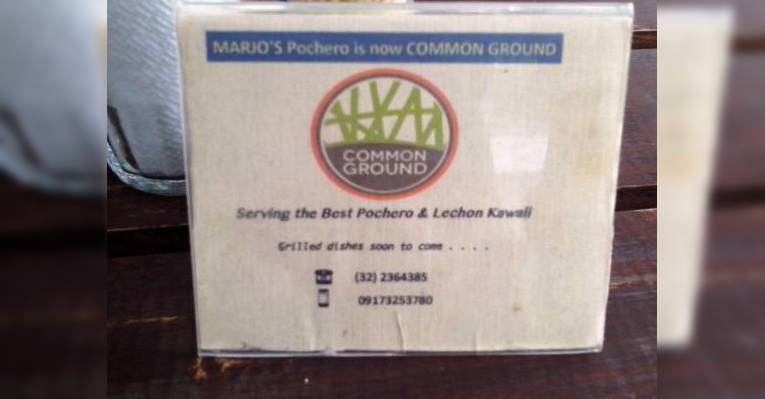 MARJO'S Pochero is now COMMON GROUND
COMMON
GROUND
Serving the Best Pochero & Lechon Kawali
Grilled dishes soon to come . . . .
(32) 2364385
09173253780